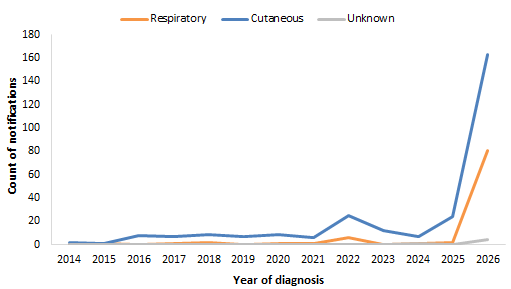 Respiratory Cutaneous Unknown
180
160
140
120
100
80
60
40
20
0
Count of notifications
2014 2015 2016 2017 2018 2019 2020 2021 2022 2023 2024 2025 2026
Year of diagnosis